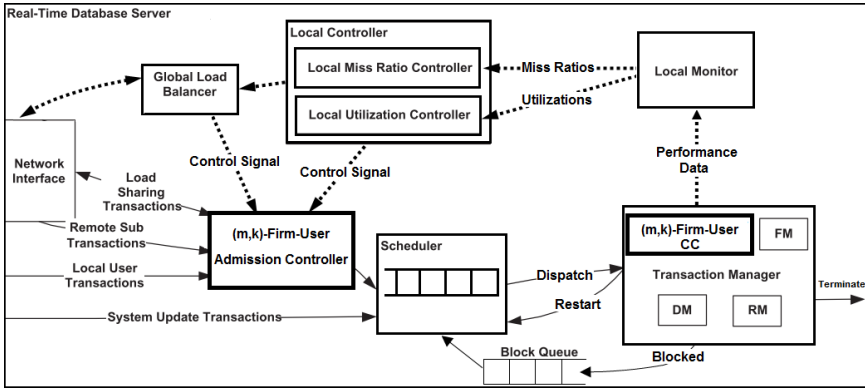 Real-Time Database Server
Local Controller
Local Miss Ratio Controller
Local Utilization Controller
Global Load
Balancer
Miss Ratios
Utilizations
Local Monitor
Control Signal
Control Signal
Performance
Data
Network
Interface
Load
Sharing
Transactions
Remote Sub
Transactions
Local User
Transactions
System Update Transactions
(m,k)-Firm-User
Admission Controller
Scheduler
Dispatch
Restart
(m,k)-Firm-User
CC
FM
Transaction Manager
DM
RM
Terminate
Blocked
Block Queue